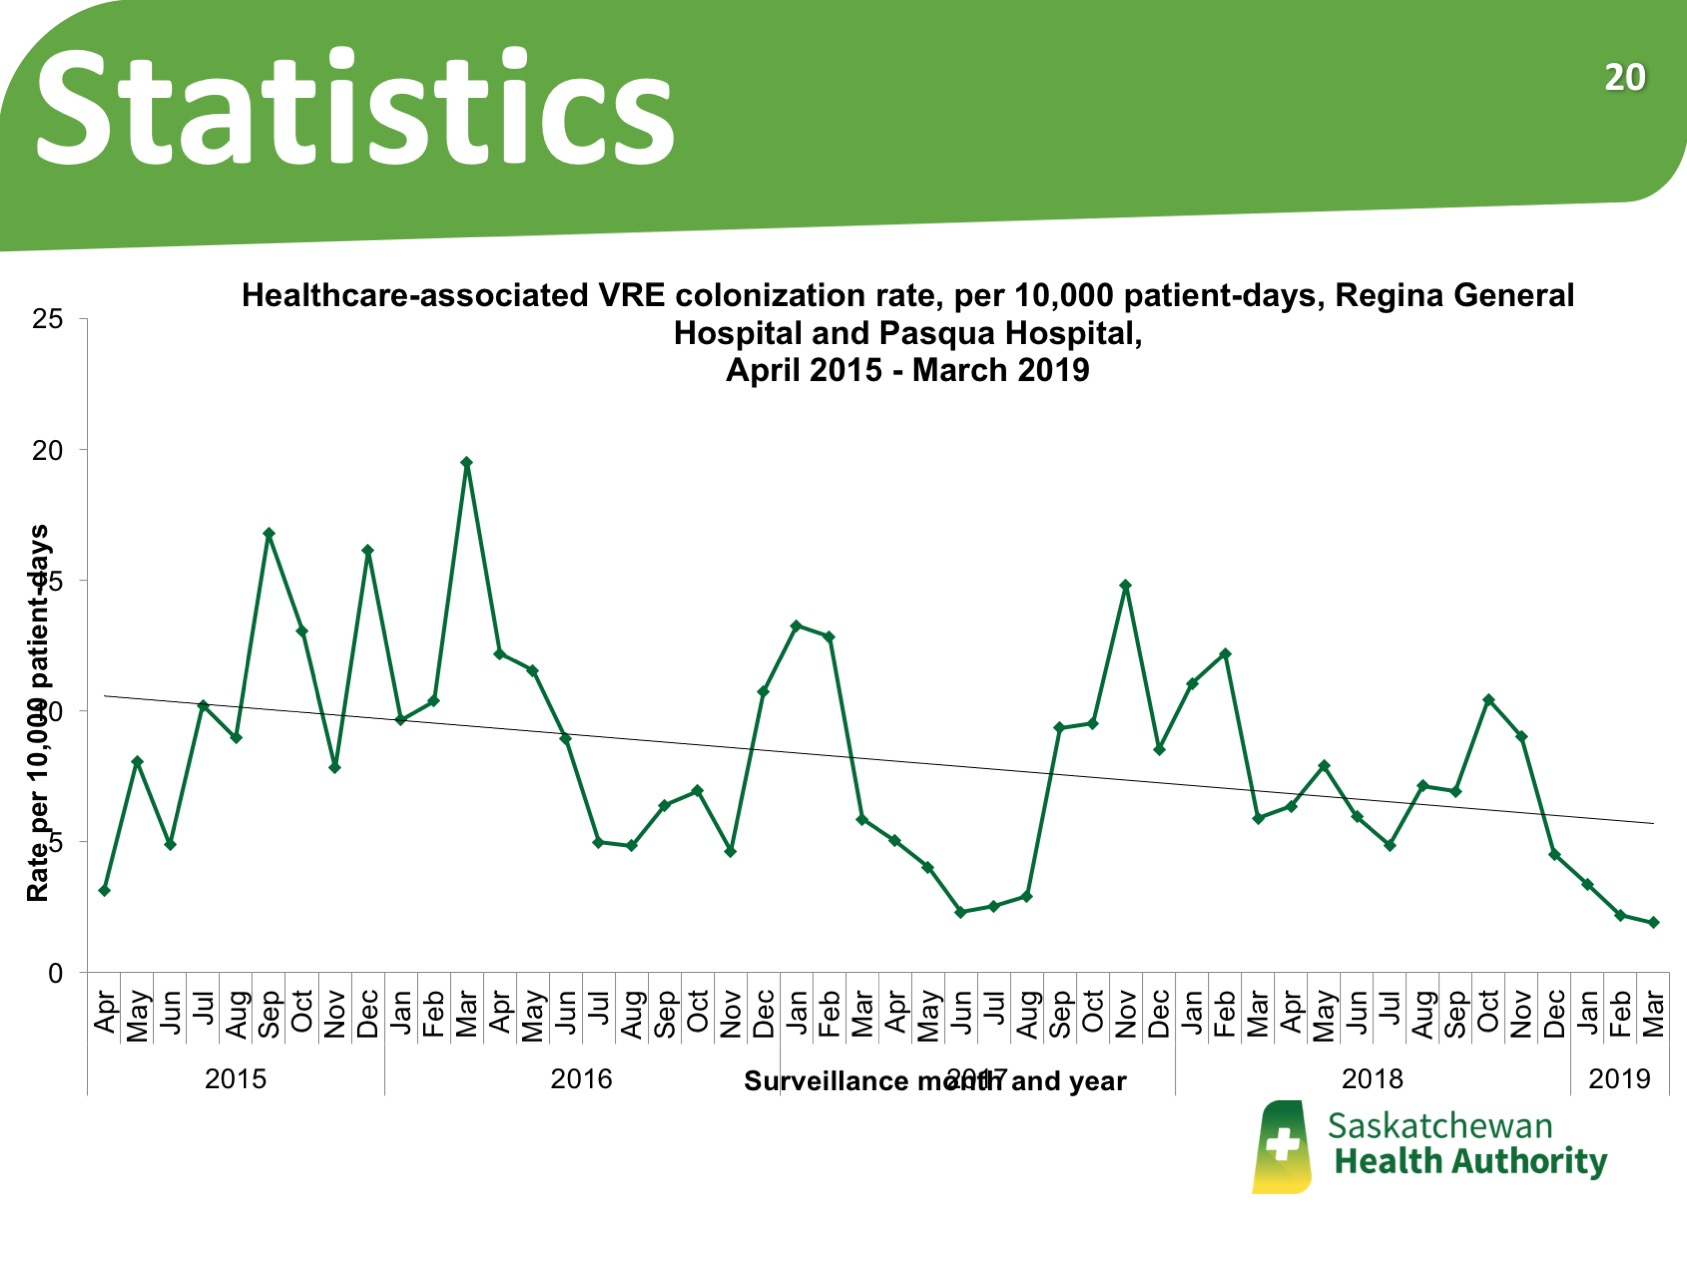 Statistics
20
Healthcare-associated VRE colonization rate, per 10,000 patient-days, Regina General
Hospital and Pasqua Hospital,
April 2015 - March 2019
Rate per 10,000 patient-days
25
20
15
10
5
0
Apr May Jun Jul Aug Sep Oct Nov Dec Jan Feb Mar Apr May Jun Jul Aug Sep Oct Nov Dec Jan Feb Mar Apr May Jun Jul Aug Sep Oct Nov Dec Jan Feb Mar Apr May Jun Jul Aug Sep Oct Nov Dec Jan Feb Mar
2015 2016 2017 2018 2019
Surveillance month and year
Saskatchewan
Health Authority